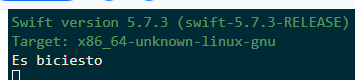 Swift version 5.7.3 (swift-5.7.3-RELEASE)
Target: x86_64-unknown-linux-gnu
Es biciesto